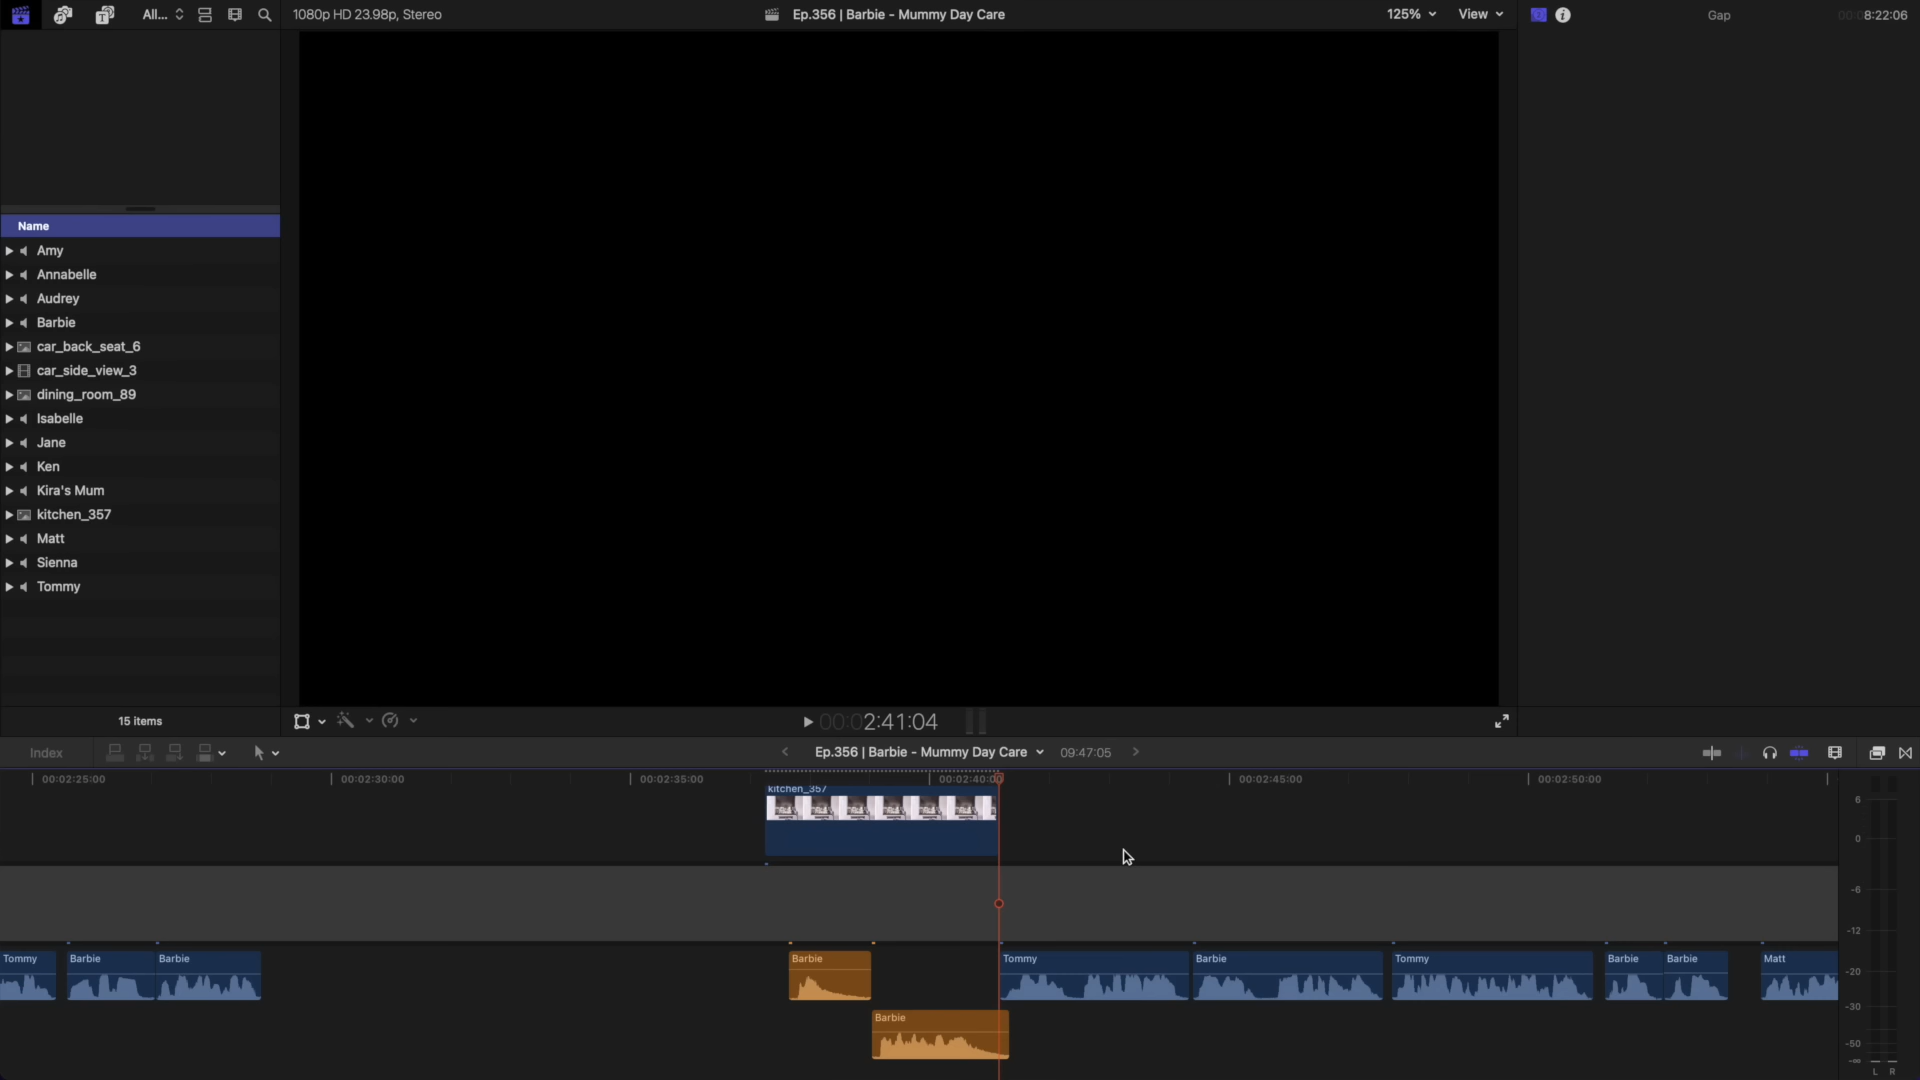 All...
1080p HD 23.98p, Stereo
Ep.356 | Barbie - Mummy Day Care
125%
View
Gap
00:08:22:06
Name
Amy
Annabelle
Audrey
Barbie
car_back_seat_6
car_side_view_3
dining_room_89
Isabelle
Jane
Ken
Kira's Mum
kitchen_357
Matt
Sienna
Tommy
15 items
00:02:41:04
Index
Ep.356 | Barbie - Mummy Day Care
09:47:05
00:02:25:00
00:02:30:00
00:02:35:00
00:02:40:00
00:02:45:00
00:02:50:00
kitchen_357
6
0
-6
-12
-20
-30
-50
-∞
L R
Tommy
Barbie
Barbie
Barbie
Tommy
Barbie
Tommy
Barbie
Barbie
Matt
Barbie